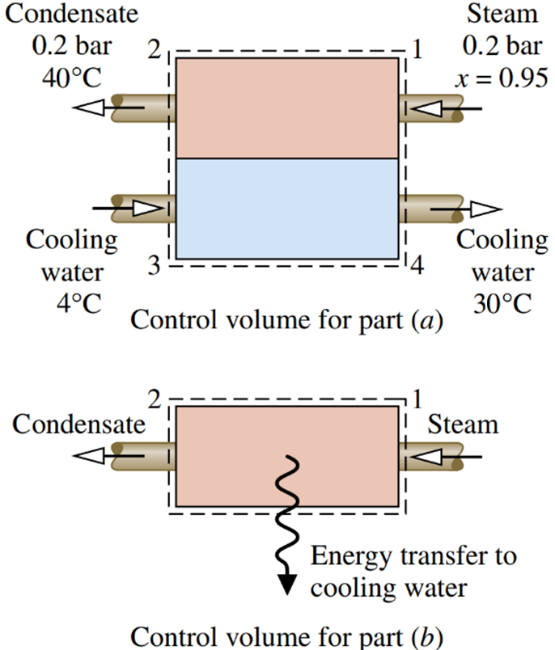 Condensate
0.2 bar
40°C
2
1
Steam
0.2 bar
x = 0.95
Cooling
water
4°C
3
4
Cooling
water
30°C
Control volume for part (a)
2
1
Condensate
Steam
Energy transfer to
cooling water
Control volume for part (b)